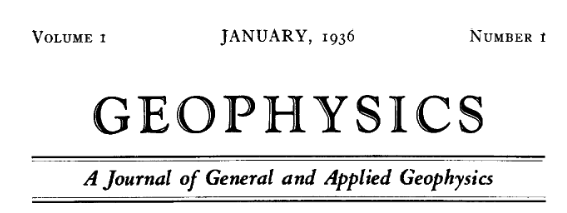 VOLUME 1 JANUARY, 1936 NUMBER 1
GEOPHYSICS
A Journal of General and Applied Geophysics